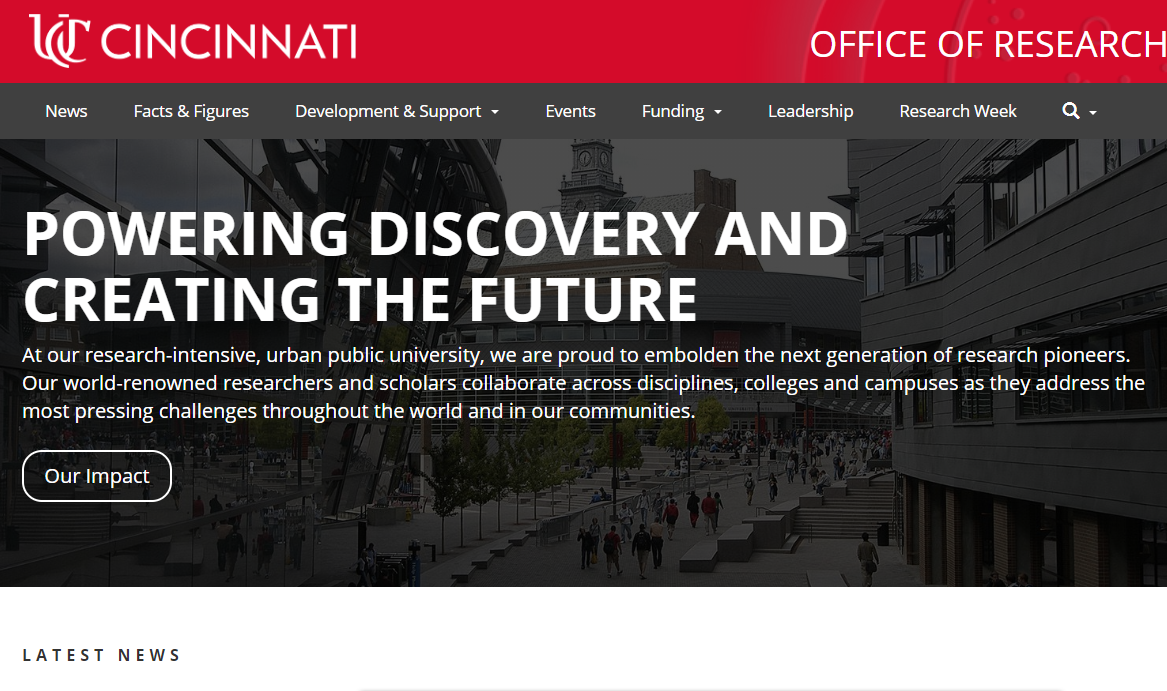 UC CINCINNATI
OFFICE OF RESEARCH
News Facts & Figures Development & Support Events Funding Leadership Research Week
POWERING DISCOVERY AND
CREATING THE FUTURE
At our research-intensive, urban public university, we are proud to embolden the next generation of research pioneers.
Our world-renowned researchers and scholars collaborate across disciplines, colleges and campuses as they address the
most pressing challenges throughout the world and in our communities.
Our Impact
LATEST NEWS